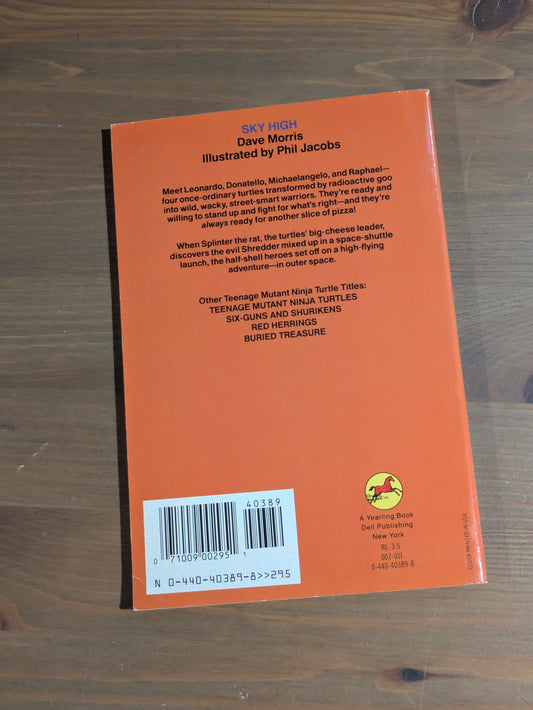 SKY HIGH
Dave Morris
Illustrated by Phil Jacobs
Meet Leonardo, Donatello, Michaelangelo, and Raphael—
four once-ordinary turtles transformed by radioactive goo
into wild, wacky, street-smart warriors. They're ready and
willing to stand up and fight for what's right—and they're
always ready for another slice of pizza!
When Splinter the rat, the turtles' big-cheese leader,
discovers the evil Shredder mixed up in a space-shuttle
launch, the half-shell heroes set off on a high-flying
adventure—in outer space.
Other Teenage Mutant Ninja Turtle Titles:
TEENAGE MUTANT NINJA TURTLES
SIX-GUNS AND SHURIKENS
RED HERRINGS
BURIED TREASURE
40389
0 71009 00295 1
N 0-440-40389-8>>295
A Yearling Book
Dell Publishing
New York
RL: 3.5
007-011
0-440-40389-8
COVER PRINTED IN USA